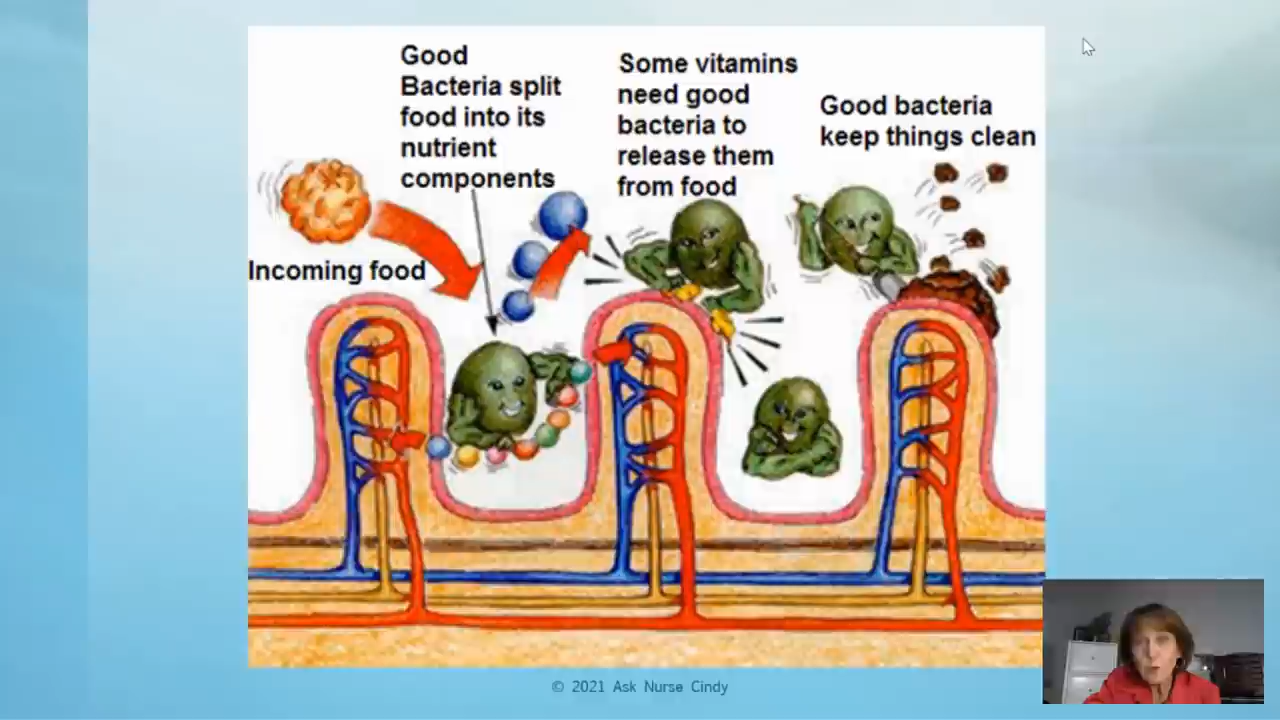 Good
Bacteria split
food into its
nutrient
components
Some vitamins
need good
bacteria to
release them
from food
Good bacteria
keep things clean
Incoming food
© 2021 Ask Nurse Cindy